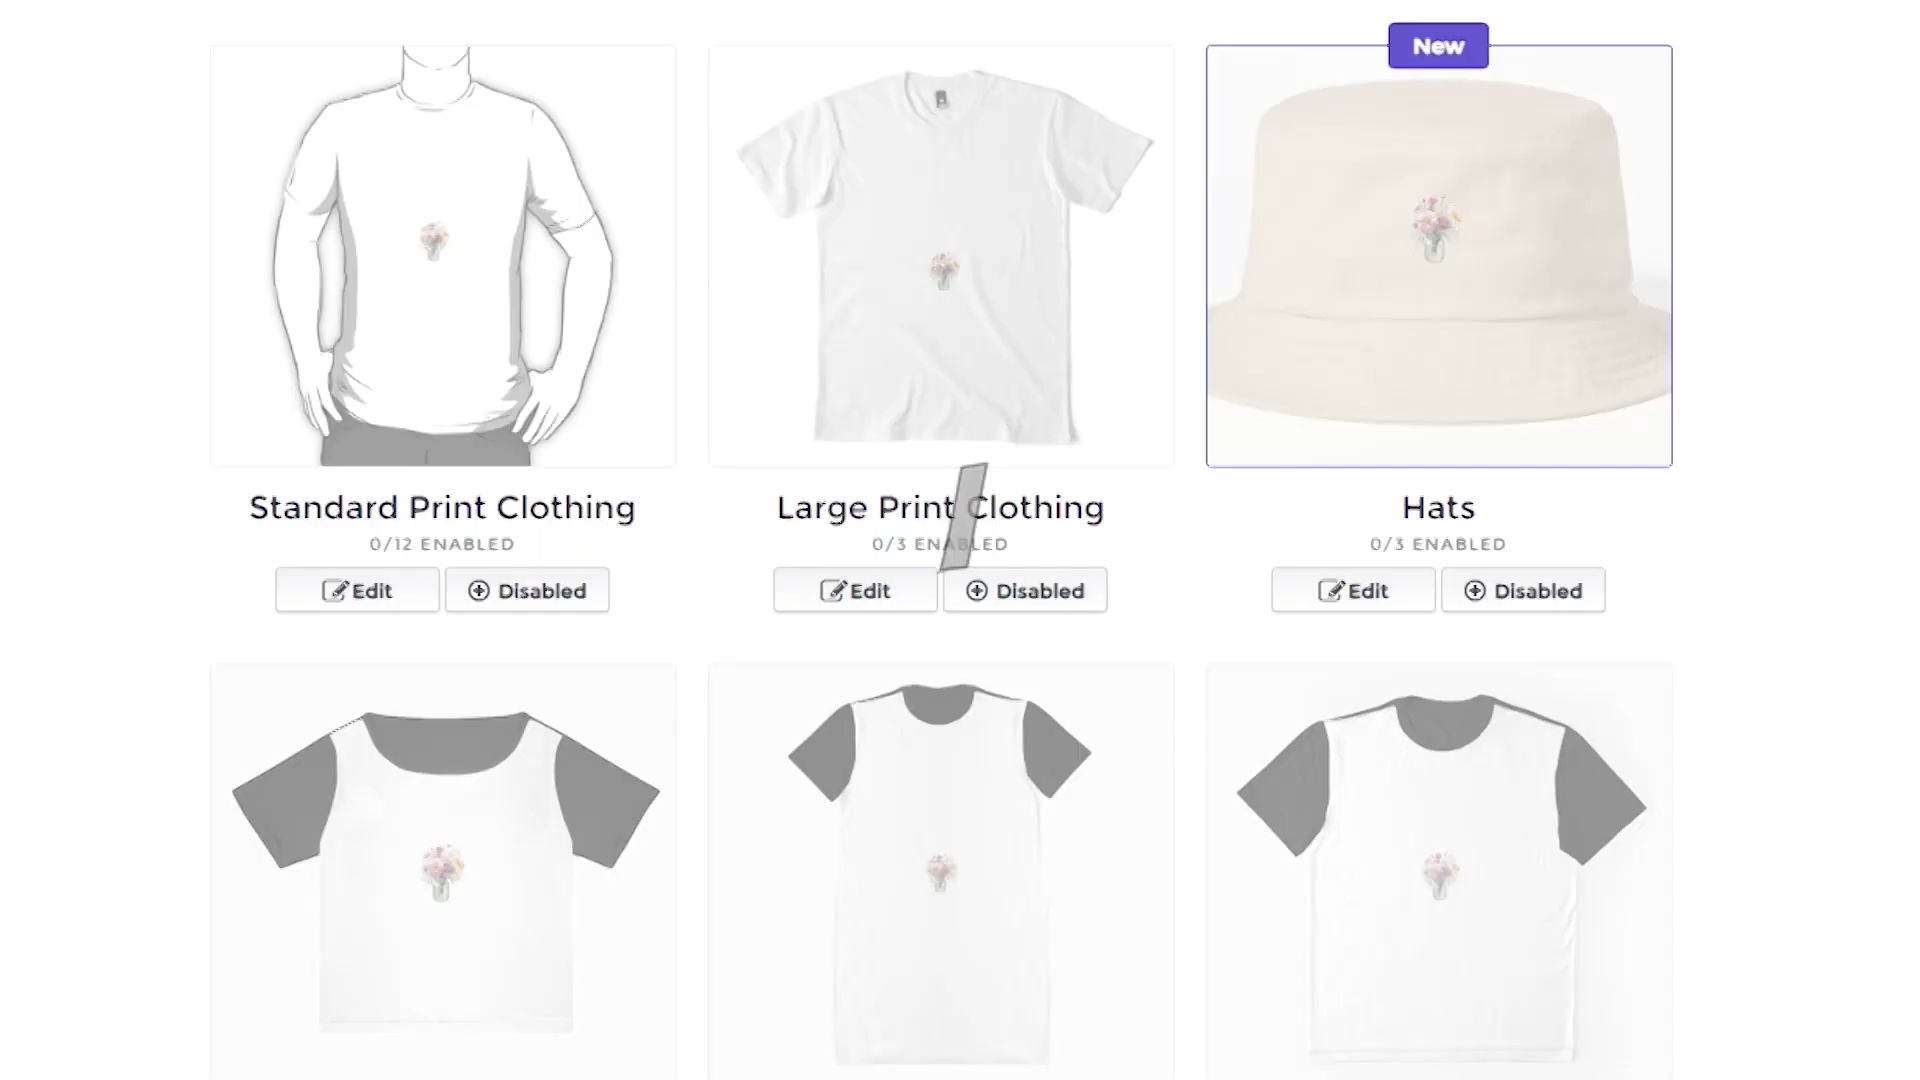 New
Standard Print Clothing
Large Print Clothing
Hats
0/12 ENABLED
0/3 ENABLED
0/3 ENABLED
Edit
Disabled
Edit
Disabled
Edit
Disabled